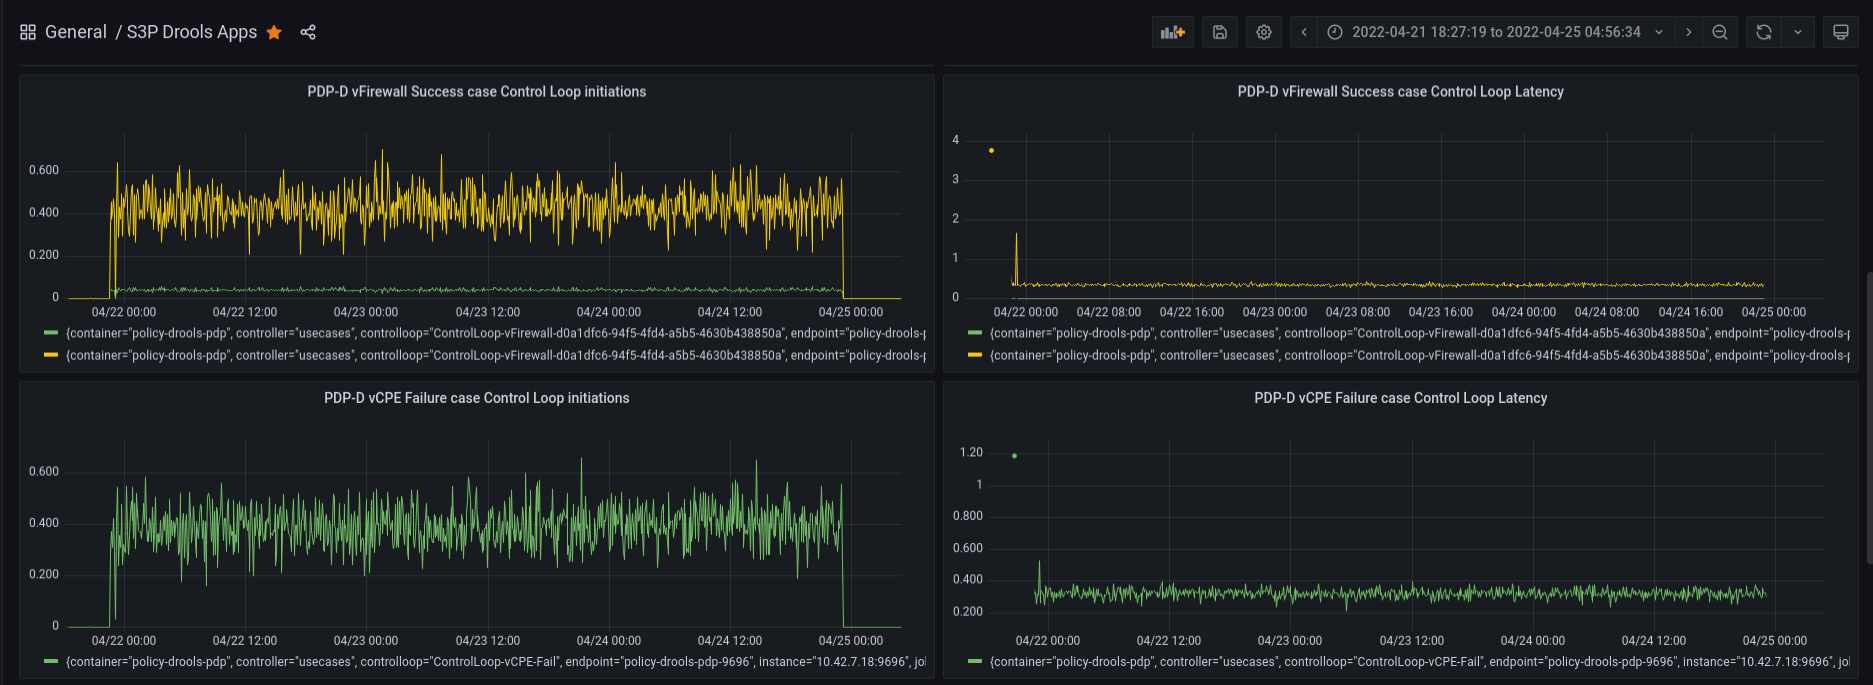 General / S3P Drools Apps
2022-04-21 18:27:19 to 2022-04-25 04:56:34
PDP-D vFirewall Success case Control Loop initiations
0.600
0.400
0.200
0
04/22 00:00 04/22 12:00 04/23 00:00 04/23 12:00 04/24 00:00 04/24 12:00 04/25 00:00
{container="policy-drools-pdp", controller="usecases", controlloop="ControlLoop-vFirewall-d0a1dfc6-94f5-4fd4-a5b5-4630b438850a", endpoint="policy-drools-p
{container="policy-drools-pdp", controller="usecases", controlloop="ControlLoop-vFirewall-d0a1dfc6-94f5-4fd4-a5b5-4630b438850a", endpoint="policy-drools-p
PDP-D vFirewall Success case Control Loop Latency
4
3
2
1
0
04/22 00:00 04/22 08:00 04/22 16:00 04/23 00:00 04/23 08:00 04/23 16:00 04/24 00:00 04/24 08:00 04/24 16:00 04/25 00:00
{container="policy-drools-pdp", controller="usecases", controlloop="ControlLoop-vFirewall-d0a1dfc6-94f5-4fd4-a5b5-4630b438850a", endpoint="policy-drools-p
{container="policy-drools-pdp", controller="usecases", controlloop="ControlLoop-vFirewall-d0a1dfc6-94f5-4fd4-a5b5-4630b438850a", endpoint="policy-drools-p
PDP-D vCPE Failure case Control Loop initiations
0.600
0.400
0.200
0
04/22 00:00 04/22 12:00 04/23 00:00 04/23 12:00 04/24 00:00 04/24 12:00 04/25 00:00
{container="policy-drools-pdp", controller="usecases", controlloop="ControlLoop-vCPE-Fail", endpoint="policy-drools-pdp-9696", instance="10.42.7.18:9696", jol
PDP-D vCPE Failure case Control Loop Latency
1.20
1
0.800
0.600
0.400
0.200
04/22 00:00 04/22 12:00 04/23 00:00 04/23 12:00 04/24 00:00 04/24 12:00 04/25 00:00
{container="policy-drools-pdp", controller="usecases", controlloop="ControlLoop-vCPE-Fail", endpoint="policy-drools-pdp-9696", instance="10.42.7.18:9696", jol